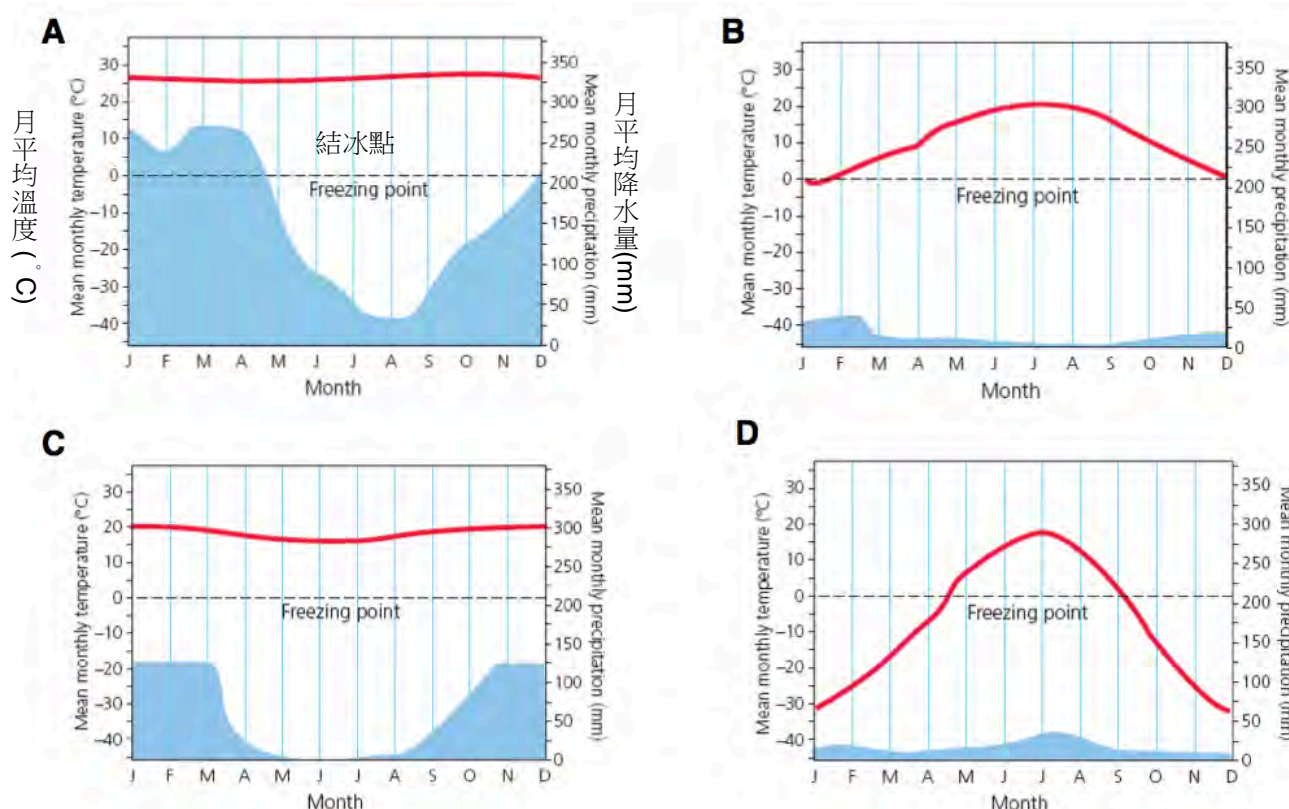 A
月平均溫度(°C)
Mean monthly temperature (°C)
30
20
10
0
−10
−20
−30
−40
結冰點
Freezing point
350
300
250
200
150
100
50
0
Mean monthly precipitation (mm)
月平均降水量(mm)
J F M A M J J A S O N D
Month
B
Mean monthly temperature (°C)
30
20
10
0
−10
20
30
−40
Freezing point
350
300
250
200
150
100
50
0
Mean monthly precipitation (mm)
J F M A M J J A S O N D
Month
C
Mean monthly temperature (°C)
30
20
10
0
−10
−20
−30
−40
Freezing point
350
300
250
200
150
100
50
0
Mean monthly precipitation (mm)
J F M A M J J A S O N D
Month
D
Mean monthly temperature (°C)
30
20
10
0
−10
−20
−30
−40
Freezing point
350
300
250
200
150
100
50
0
Mean monthly precipitation (mm)
J F M A M J J A S O N D
Month